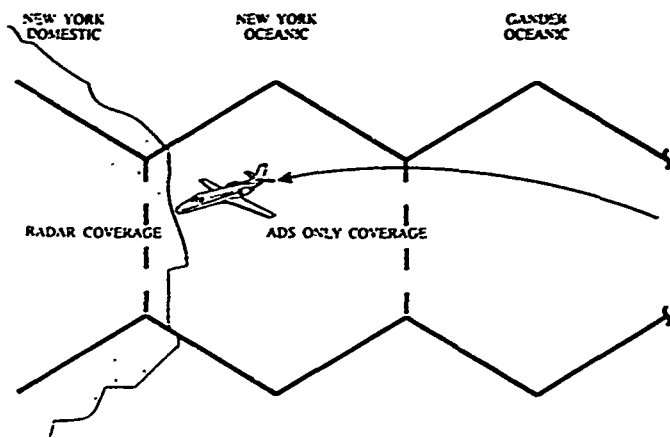 NEW YORK
DOMESTIC
NEW YORK
OCEANIC
GANDER
OCEANIC
RADAR COVERAGE
ADS ONLY COVERAGE